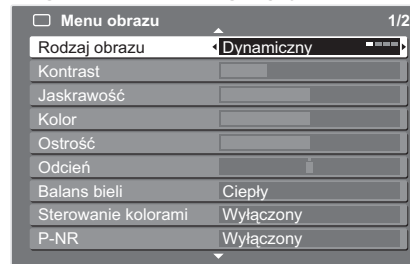 Menu obrazu 1/2
Rodzaj obrazu Dynamiczny
Kontrast
Jaskrawość
Kolor
Ostrość
Odcień
Balans bieli Ciepły
Sterowanie kolorami Wyłączony
P-NR Wyłączony